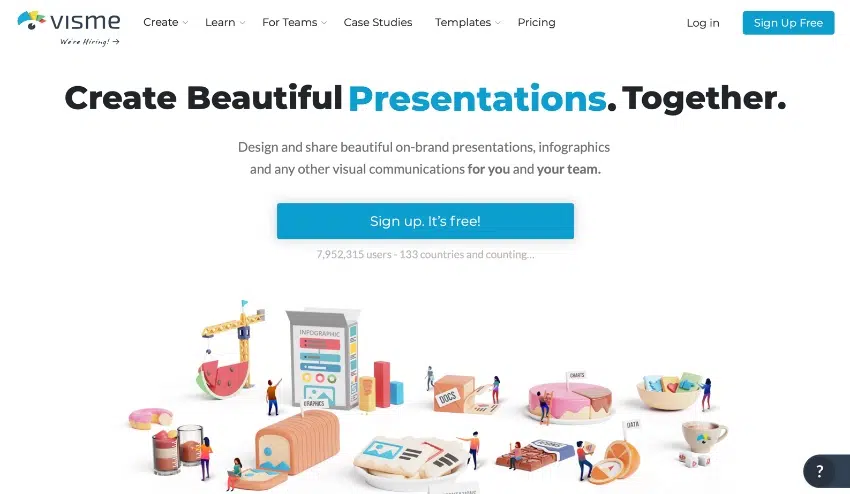 visme
We're Hiring! →
Create
Learn
For Teams
Case Studies
Templates
Pricing
Log in
Sign Up Free
Create Beautiful Presentations. Together.
Design and share beautiful on-brand presentations, infographics
and any other visual communications for you and your team.
Sign up. It's free!
7,952,315 users - 133 countries and counting...
INFOGRAPHIC
CHARTS
DOCS
GRAPHICS
DATA
?